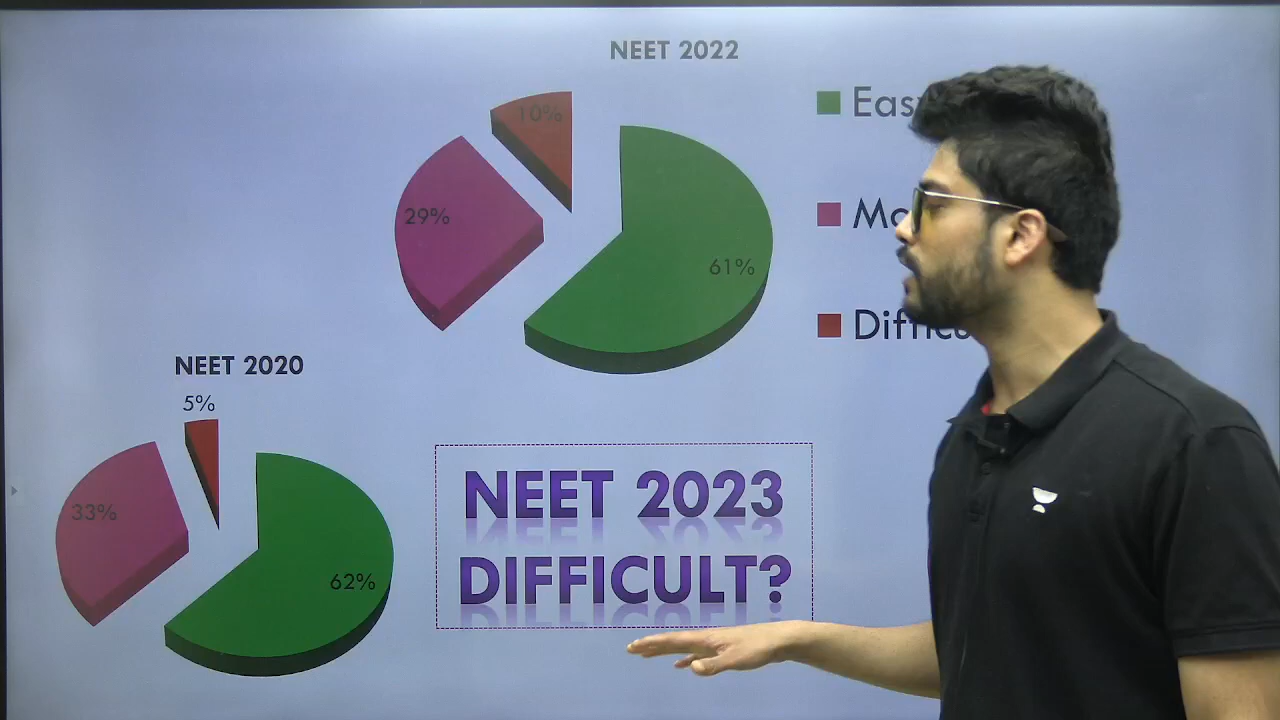 NEET 2022
10%
29%
61%
NEET 2020
5%
33%
62%
NEET 2023
DIFFICULT?